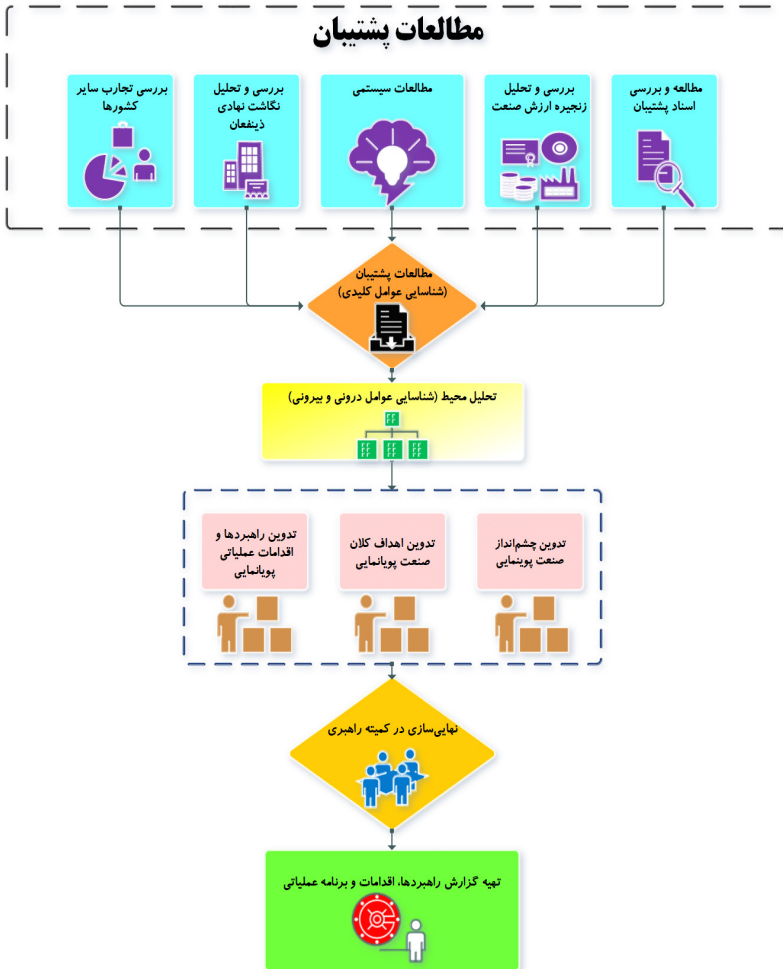 مطالعات پشتیبان
مطالعه و بررسی
اسناد پشتیبان
بررسی و تحلیل
زنجیره ارزش صنعت
مطالعات سیستمی
بررسی و تحلیل
نگاشت نهادی
ذینفعان
بررسی تجارب سایر
کشورها
مطالعات پشتیبان
(شناسایی عوامل کلیدی)
تحلیل محیط (شناسایی عوامل درونی و بیرونی)
تدوین چشم‌انداز
صنعت پوینمایی
تدوین اهداف کلان
صنعت پویانمایی
تدوین راهبردها و
اقدامات عملیاتی
پویانمایی
نهایی‌سازی در کمیته راهبری
تهیه گزارش راهبردها، اقدامات و برنامه عملیاتی